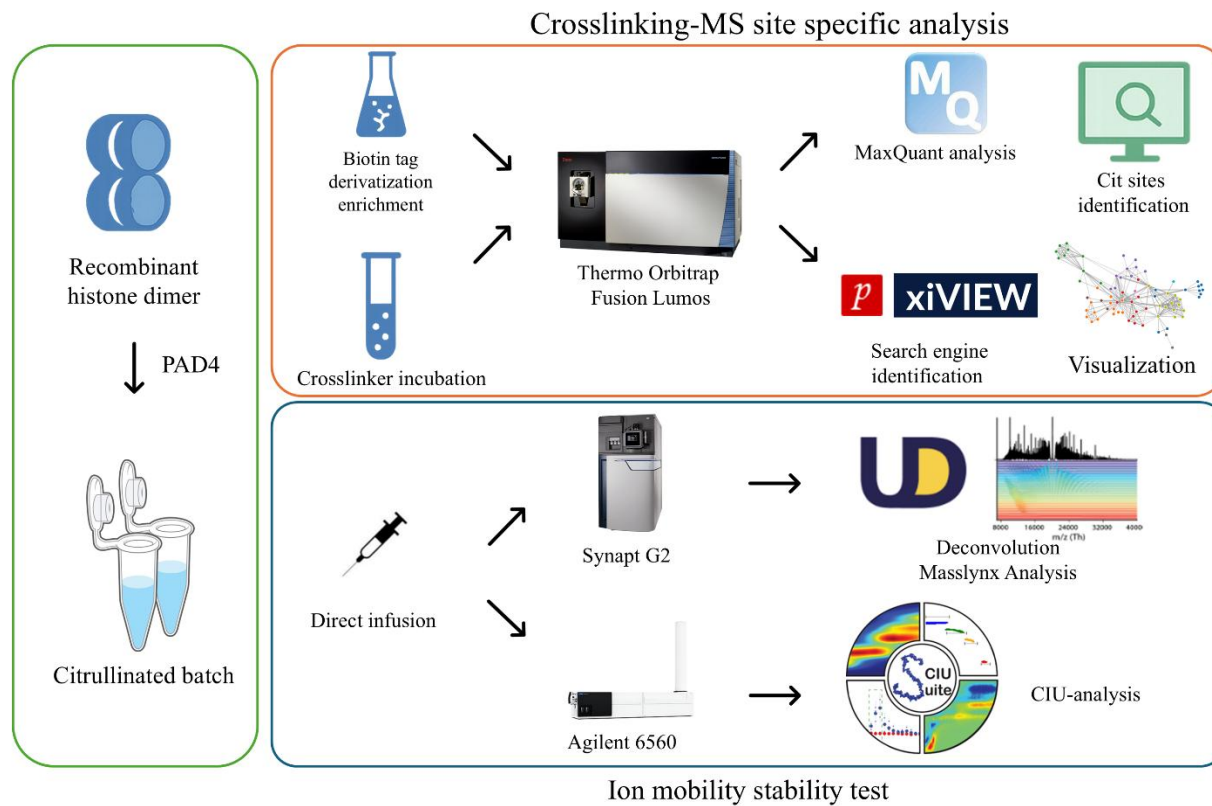 Crosslinking-MS site specific analysis
Recombinant
histone dimer
PAD4
Citrullinated batch
Biotin tag
derivatization
enrichment
Crosslinker incubation
Thermo Orbitrap
Fusion Lumos
M
Q
MaxQuant analysis
Cit sites
identification
p
xiVIEW
Search engine
identification
Visualization
Direct infusion
Synapt G2
UD
8000 16000 24000 32000 4000
m/z (Th)
Deconvolution
Masslynx Analysis
Agilent 6560
CIU
Suite
CIU-analysis
Ion mobility stability test